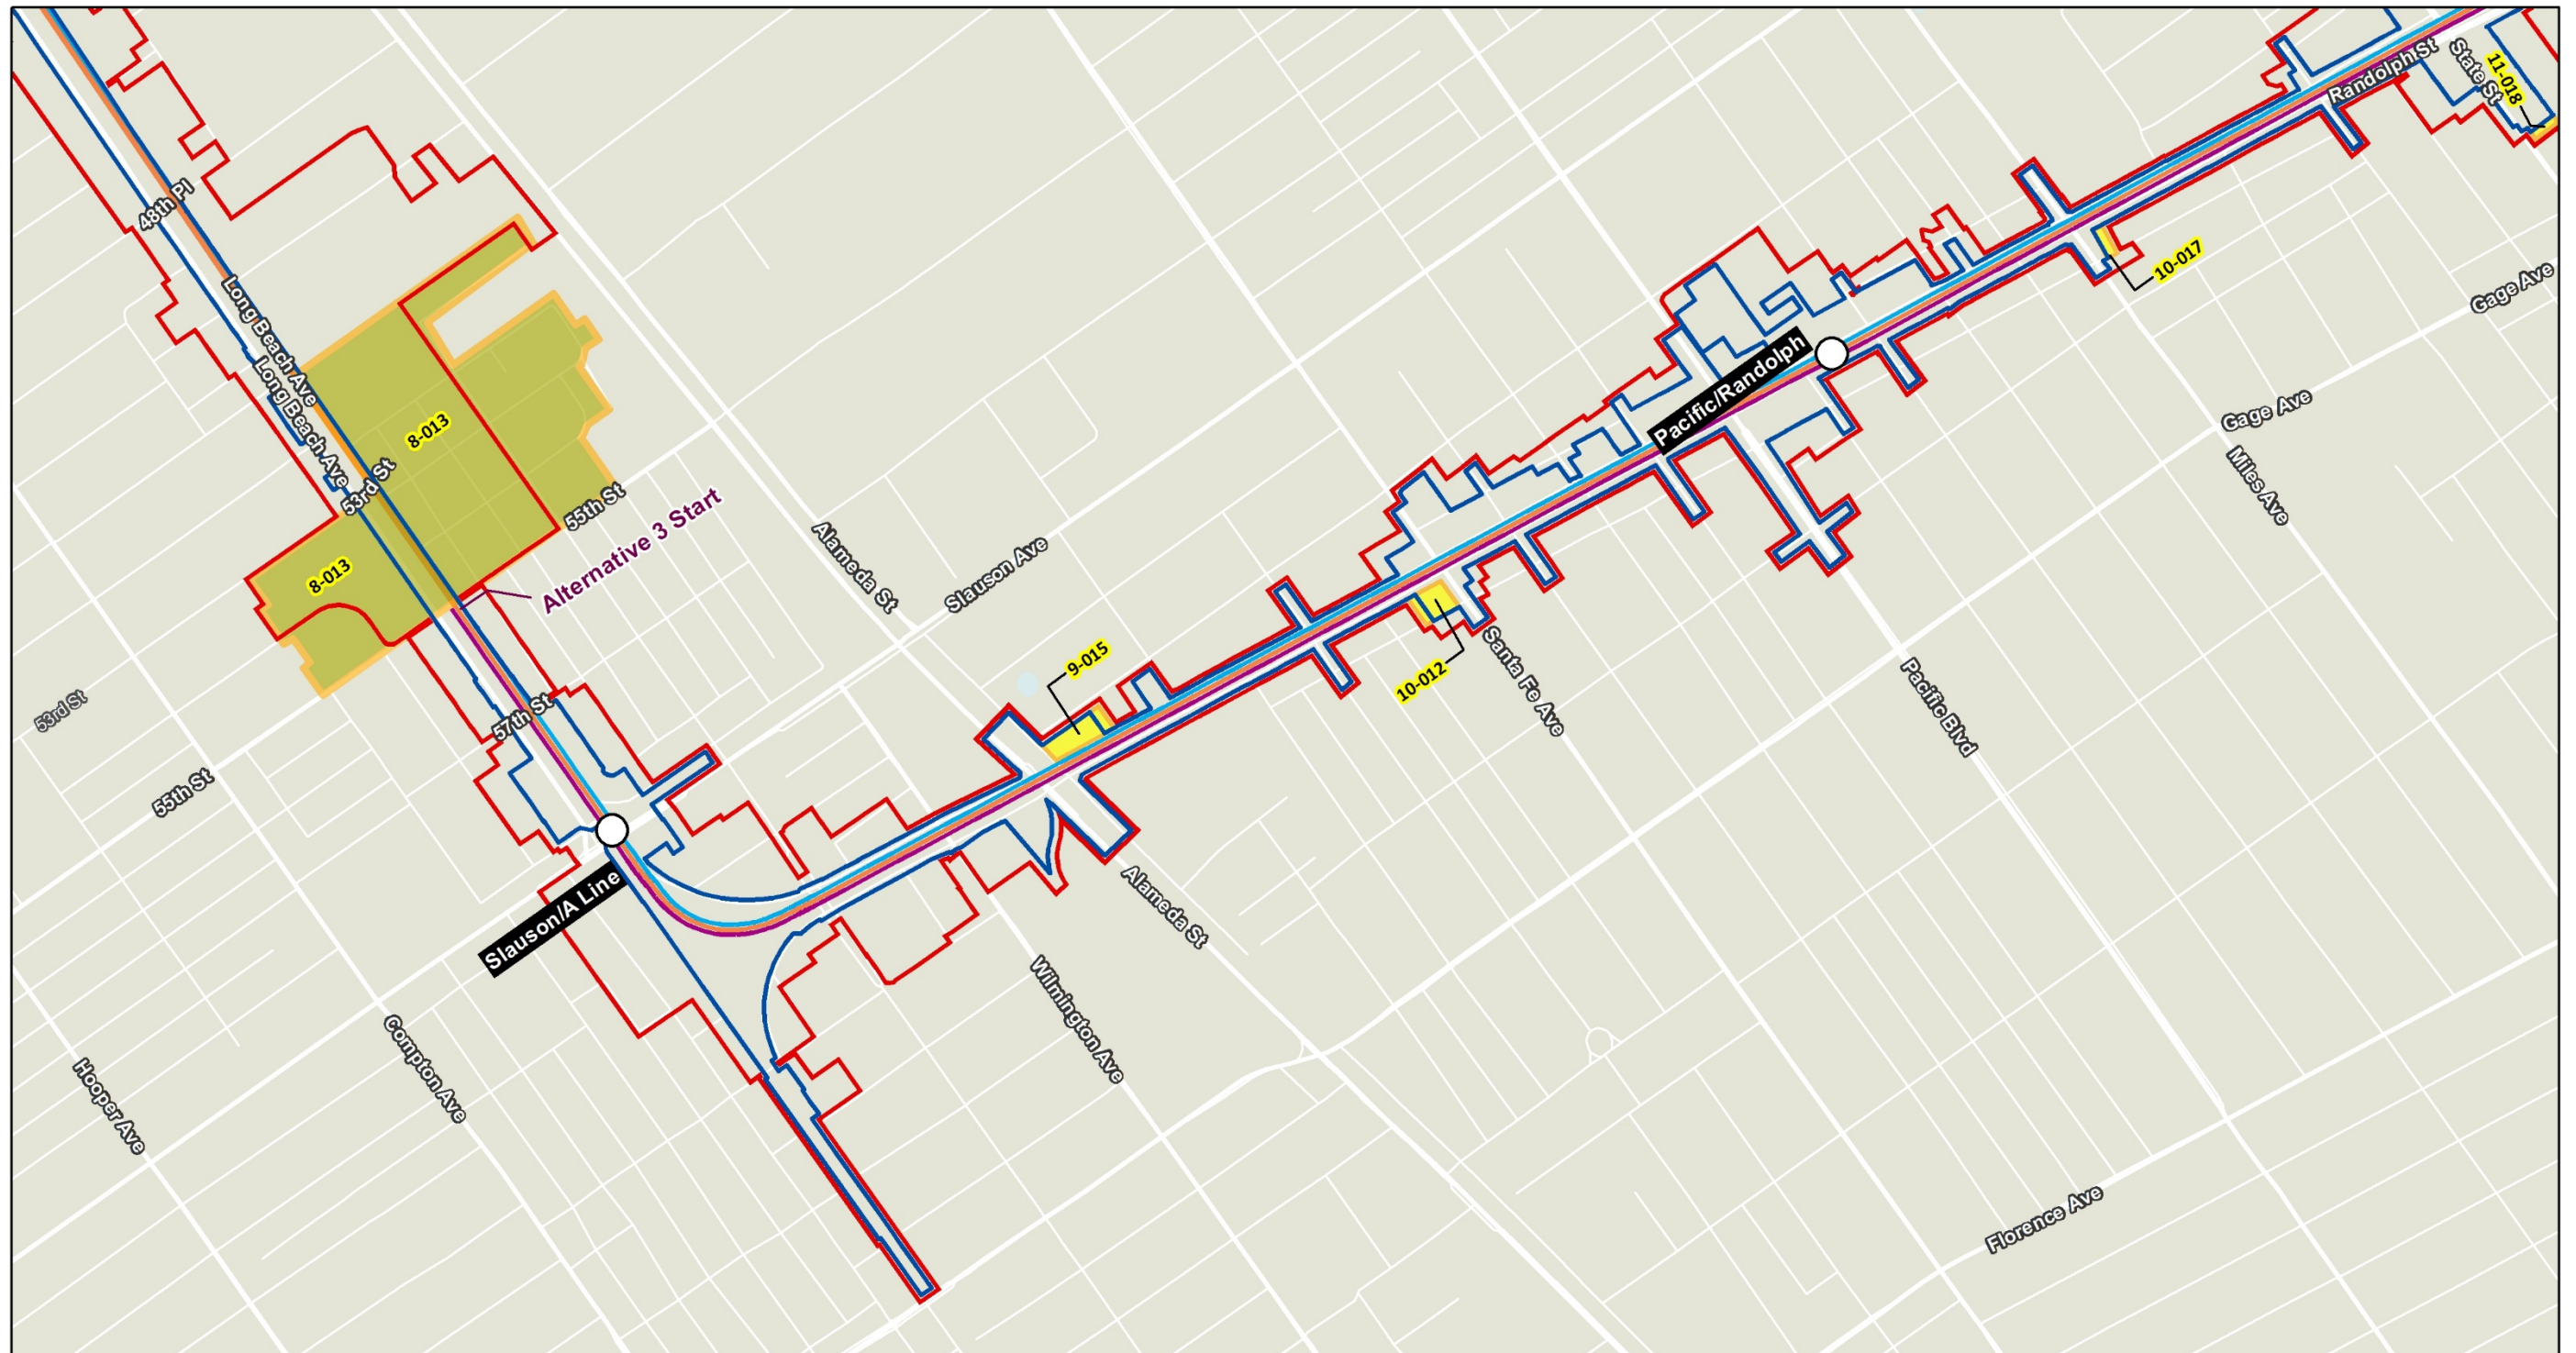 Randolph St
State St
11-018
48th Pl
10-017
Gage Ave
Long Beach Ave
Long Beach Ave
Pacific/Randolph
Gage Ave
8-013
53rd St
55th St
Miles Ave
Alternative 3 Start
Alameda St
Slauson Ave
8-013
9-015
10-012
Santa Fe Ave
53rd St
57th St
Pacific Blvd
55th St
Slauson/A Line
Alameda St
Wilmington Ave
Compton Ave
Hooper Ave
Florence Ave